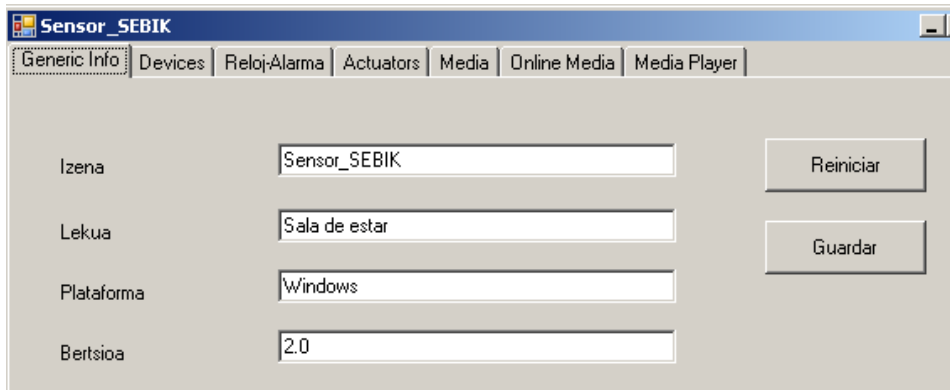 Sensor_SEBIK
Generic Info Devices Reloj-Alarma Actuators Media Online Media Media Player
Izena Sensor_SEBIK Reiniciar
Lekua Sala de estar Guardar
Plataforma Windows
Bertsioa 2.0